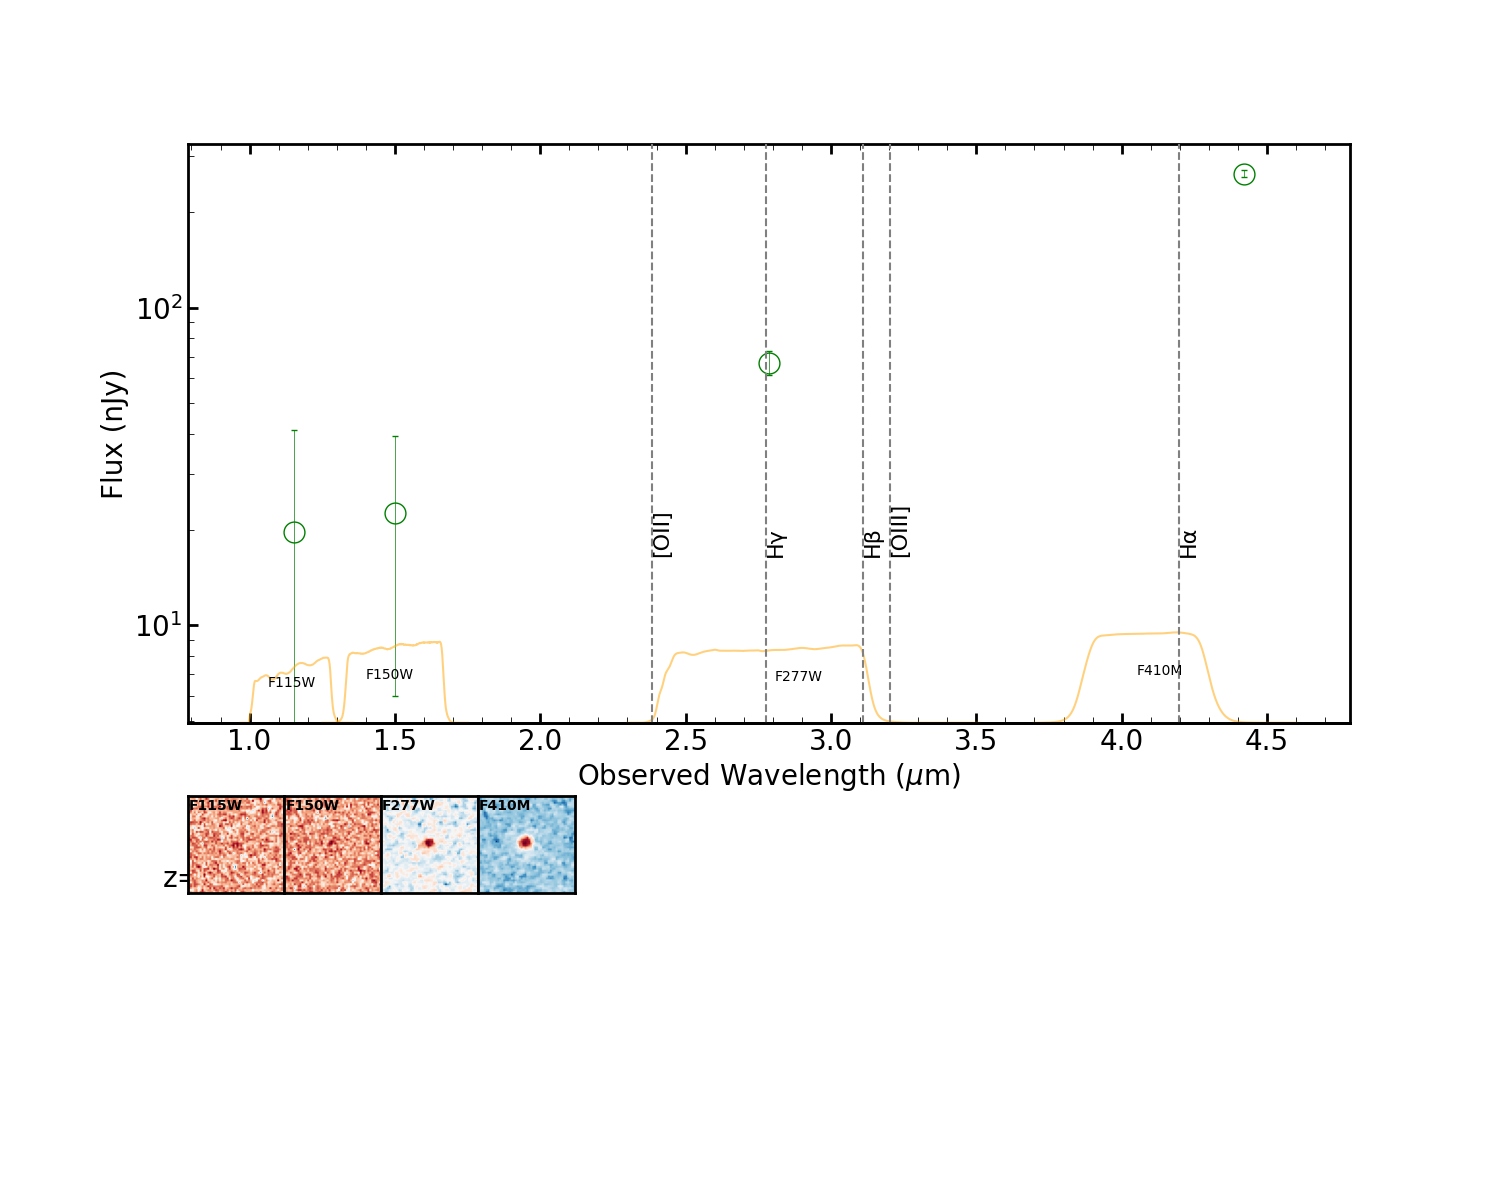 Flux (nJy)
10²
10¹
[OII]
Hγ
Hβ
[OIII]
Hα
F115W
F150W
F277W
F410M
1.0 1.5 2.0 2.5 3.0 3.5 4.0 4.5
Observed Wavelength (μm)
F115W F150W F277W F410M
z=